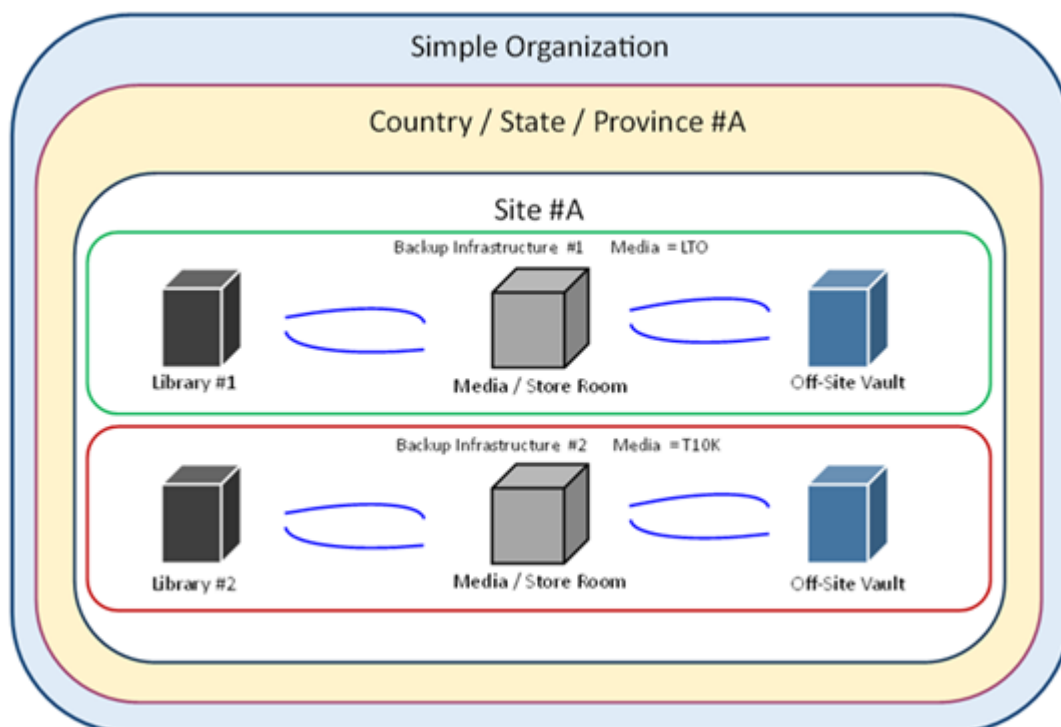 Simple Organization
Country / State / Province #A
Site #A
Backup Infrastructure #1 Media = LTO
Library #1
Media / Store Room
Off-Site Vault
Backup Infrastructure #2 Media = T10K
Library #2
Media / Store Room
Off-Site Vault